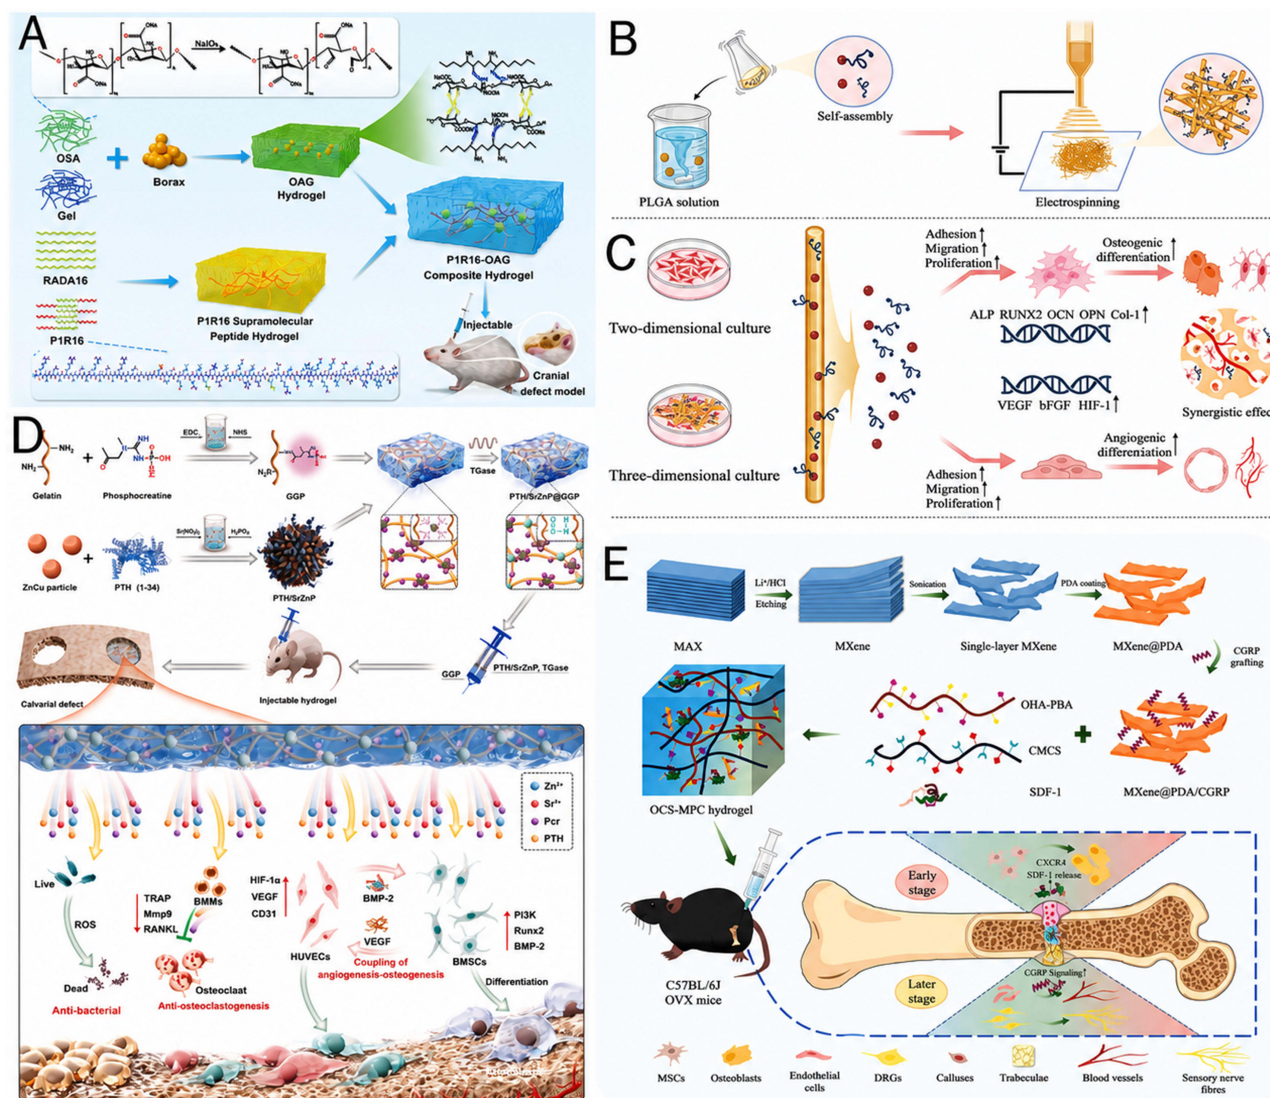 A
NaIO₃
OSA
Gel
Borax
OAG
Hydrogel
RADA16
P1R16
P1R16 Supramolecular
Peptide Hydrogel
P1R16-OAG
Composite Hydrogel
Injectable
Cranial
defect model
B
PLGA solution
Self-assembly
Electrospinning
C
Two-dimensional culture
Three-dimensional culture
Adhesion
Migration
Proliferation
Osteogenic
differentiation
ALP RUNX2 OCN OPN Col-1
VEGF bFGF HIF-1
Synergistic effec
Adhesion
Migration
Proliferation
Angiogenic
differentiation
D
NH₂
NH₂
Gelatin
Phosphocreatine
EDC
NHS
GGP
TGase
PTH/SrZnP@GGP
ZnCu particle
PTH (1-34)
Sr(NO₃)₂
H₃PO₄
PTH/SrZnP
Calvarial defect
Injectable hydrogel
GGP
PTH/SrZnP, TGase
Zn²⁺
Sr²⁺
Pcr
PTH
Live
ROS
Dead
Anti-bacterial
TRAP
Mmp9
RANKL
BMMs
Osteoclaat
Anti-osteoclastogenesis
HIF-1α
VEGF
CD31
HUVECs
BMP-2
VEGF
Coupling of
angiogenesis-osteogenesis
PI3K
Runx2
BMP-2
BMSCs
Differentiation
E
MAX
Li⁺/HCl
Etching
MXene
Sonication
Single-layer MXene
PDA coating
MXene@PDA
CGRP
grafting
OHA-PBA
CMCS
SDF-1
MXene@PDA/CGRP
OCS-MPC hydrogel
C57BL/6J
OVX mice
Early
stage
CXCR4
SDF-1 release
Later
stage
CGRP Signaling↑
MSCs
Osteoblasts
Endothelial
cells
DRGs
Calluses
Trabeculae
Blood vessels
Sensory nerve
fibres